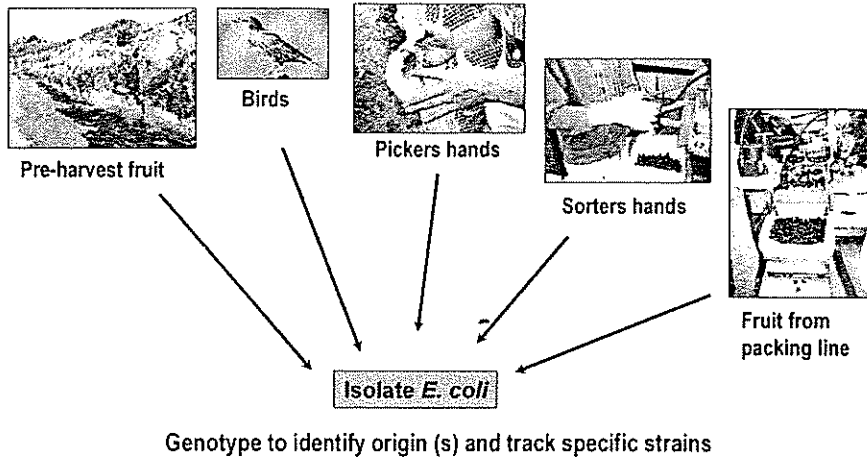 Birds
Pickers hands
Pre-harvest fruit
Sorters hands
Fruit from
packing line
Isolate E. coli
Genotype to identify origin (s) and track specific strains